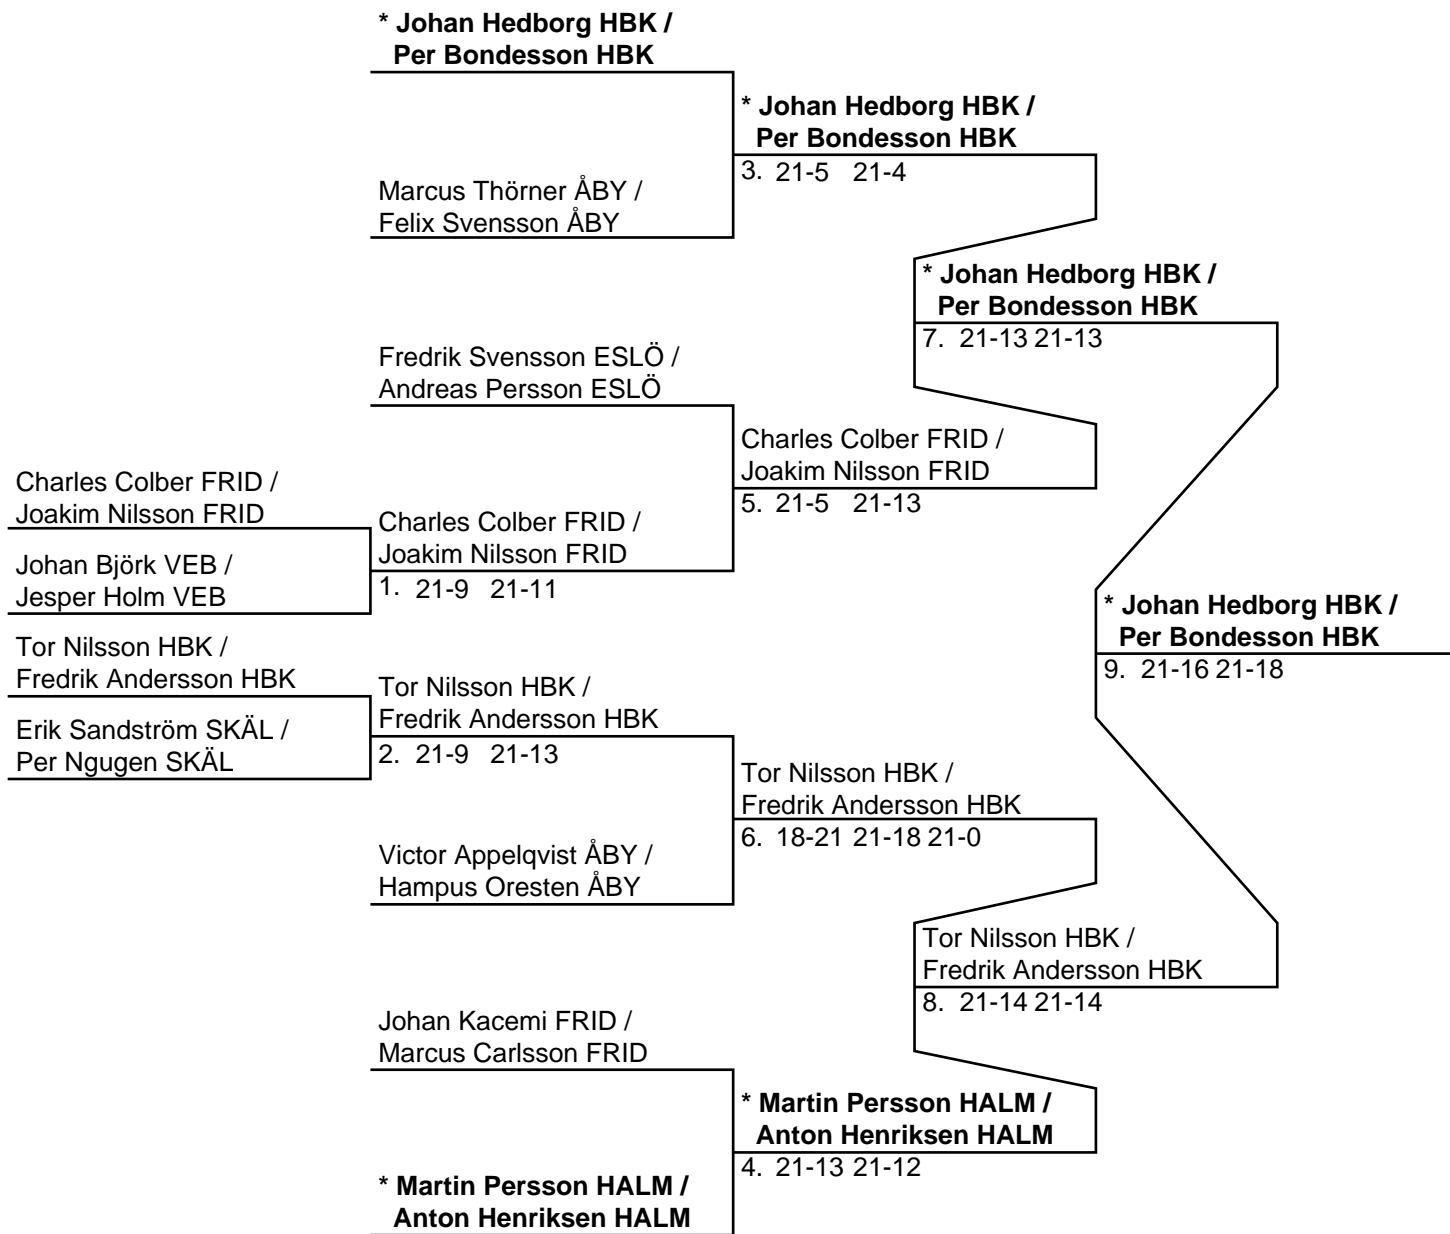 * Johan Hedborg HBK /
Per Bondesson HBK
* Johan Hedborg HBK /
Per Bondesson HBK
3. 21-5 21-4
Marcus Thörner ÅBY /
Felix Svensson ÅBY
* Johan Hedborg HBK /
Per Bondesson HBK
7. 21-13 21-13
Fredrik Svensson ESLÖ /
Andreas Persson ESLÖ
Charles Colber FRID /
Joakim Nilsson FRID
5. 21-5 21-13
Charles Colber FRID /
Joakim Nilsson FRID
Charles Colber FRID /
Joakim Nilsson FRID
1. 21-9 21-11
Johan Björk VEB /
Jesper Holm VEB
* Johan Hedborg HBK /
Per Bondesson HBK
9. 21-16 21-18
Tor Nilsson HBK /
Fredrik Andersson HBK
Tor Nilsson HBK /
Fredrik Andersson HBK
2. 21-9 21-13
Erik Sandström SKÄL /
Per Ngugen SKÄL
Tor Nilsson HBK /
Fredrik Andersson HBK
6. 18-21 21-18 21-0
Victor Appelqvist ÅBY /
Hampus Oresten ÅBY
Tor Nilsson HBK /
Fredrik Andersson HBK
8. 21-14 21-14
Johan Kacemi FRID /
Marcus Carlsson FRID
* Martin Persson HALM /
Anton Henriksen HALM
4. 21-13 21-12
* Martin Persson HALM /
Anton Henriksen HALM